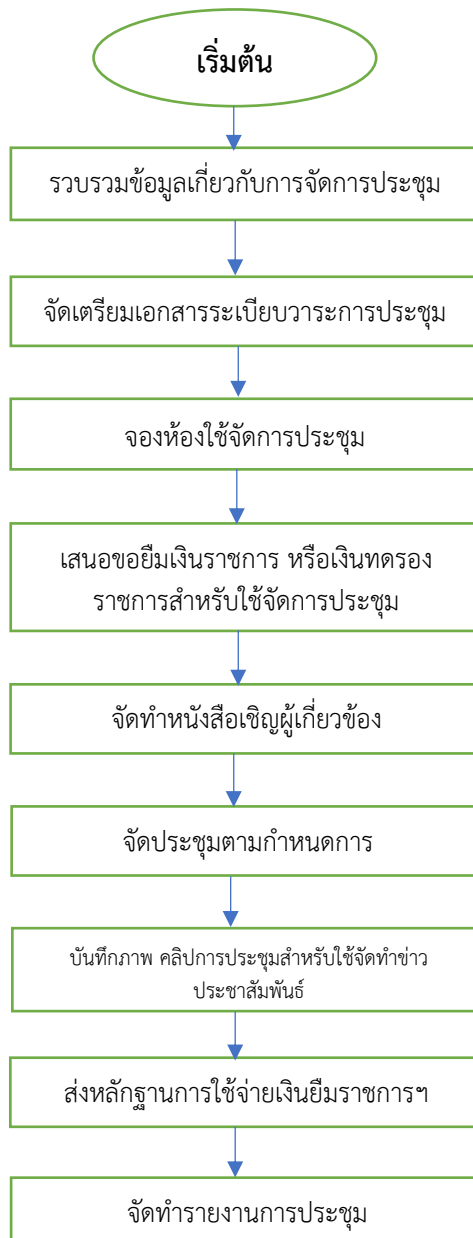 เริ่มต้น
รวบรวมข้อมูลเกี่ยวกับการจัดการประชุม
จัดเตรียมเอกสารระเบียบวาระการประชุม
จองห้องใช้จัดการประชุม
เสนอขอยืมเงินราชการ หรือเงินทดรอง
ราชการสำหรับใช้จัดการประชุม
จัดทำหนังสือเชิญผู้เกี่ยวข้อง
จัดประชุมตามกำหนดการ
บันทึกภาพ คลิปการประชุมสำหรับใช้จัดทำข่าว
ประชาสัมพันธ์
ส่งหลักฐานการใช้จ่ายเงินยืมราชการฯ
จัดทำรายงานการประชุม